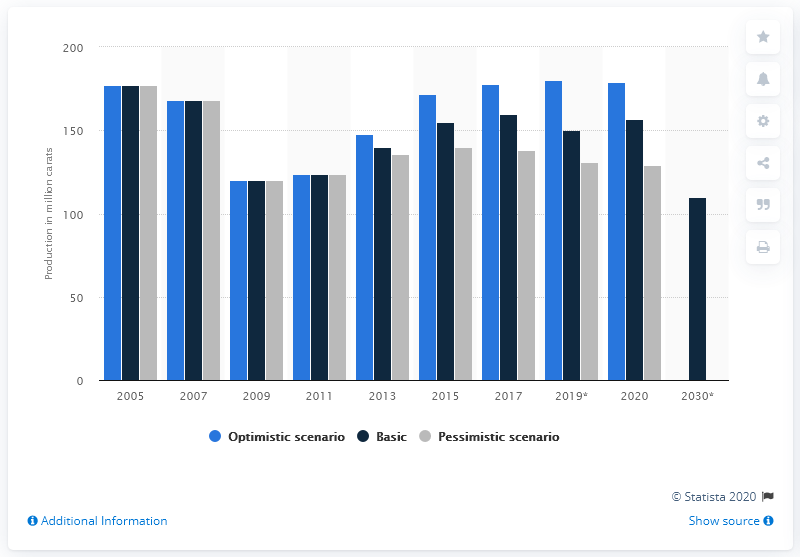 200
150
100
50
0
Production in million carats
2005 2007 2009 2011 2013 2015 2017 2019* 2020 2030*
Optimistic scenario Basic Pessimistic scenario
© Statista 2020
Additional Information Show source